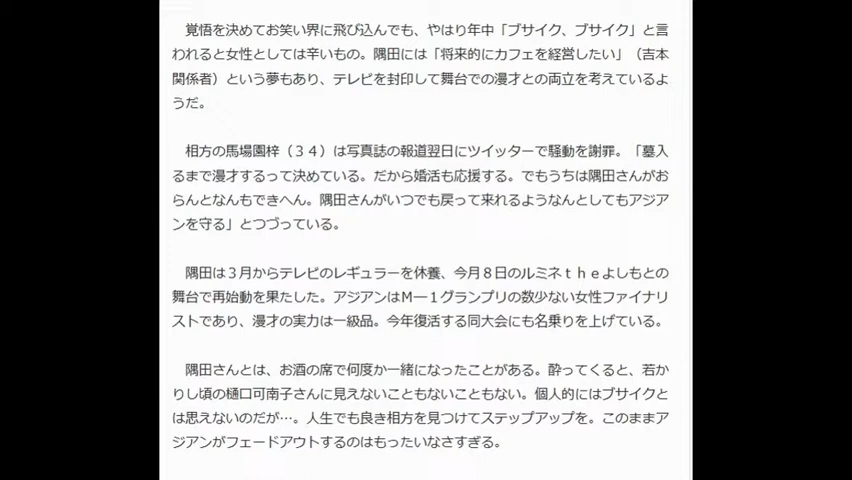 覚悟を決めてお笑い界に飛び込んでも、やはり年中「ブサイク、ブサイク」と言
われると女性としては辛いもの。隅田には「将来的にカフェを経営したい」（吉本
関係者）という夢もあり、テレビを封印して舞台での漫才との両立を考えているよ
うだ。
相方の馬場園梓（３４）は写真誌の報道翌日にツイッターで騒動を謝罪。「墓入
るまで漫才するって決めている。だから婚活も応援する。でもうちは隅田さんがお
らんとなんもできへん。隅田さんがいつでも戻って来れるようなんとしてもアジア
ンを守る」とつづっている。
隅田は３月からテレビのレギュラーを休養、今月８日のルミネｔｈｅよしもとの
舞台で再始動を果たした。アジアンはＭ―１グランプリの数少ない女性ファイナリ
ストであり、漫才の実力は一級品。今年復活する同大会にも名乗りを上げている。
隅田さんとは、お酒の席で何度か一緒になったことがある。酔ってくると、若か
りし頃の樋口可南子さんに見えないこともないこともない。個人的にはブサイクと
は思えないのだが…。人生でも良き相方を見つけてステップアップを。このままア
ジアンがフェードアウトするのはもったいなさすぎる。